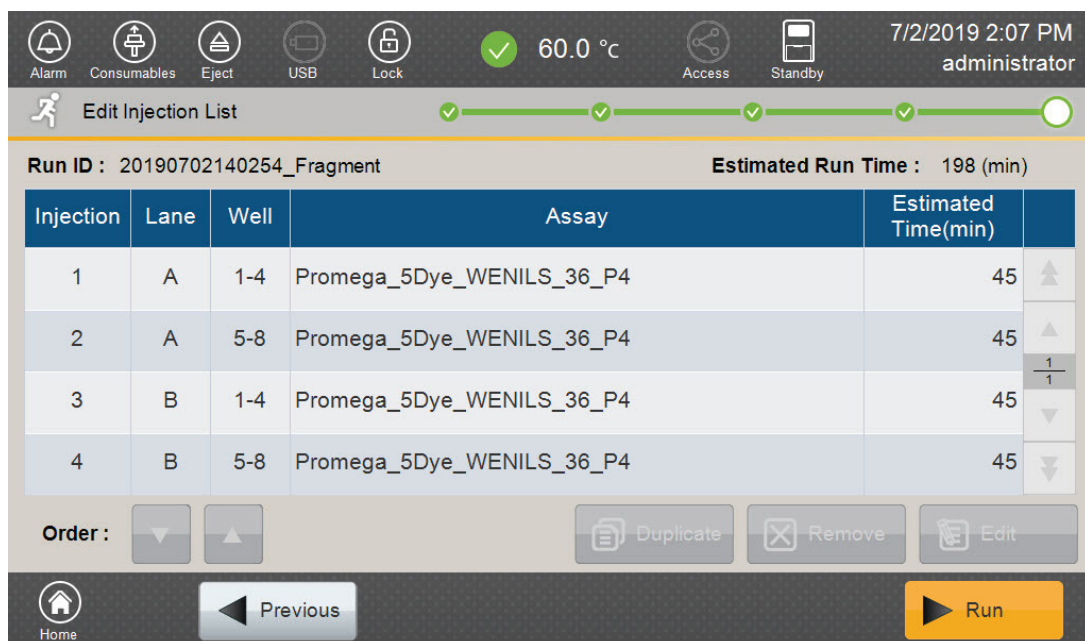 7/2/2019 2:07 PM
60.0 °c
administrator
Alarm Consumables Eject USB Lock Access Standby
Edit Injection List
Run ID : 20190702140254_Fragment Estimated Run Time : 198 (min)
Injection Lane Well Assay Estimated Time(min)
1 A 1-4 Promega_5Dye_WENILS_36_P4 45
2 A 5-8 Promega_5Dye_WENILS_36_P4 45
1
1
3 B 1-4 Promega_5Dye_WENILS_36_P4 45
4 B 5-8 Promega_5Dye_WENILS_36_P4 45
Order : Duplicate Remove Edit
Previous Run
Home